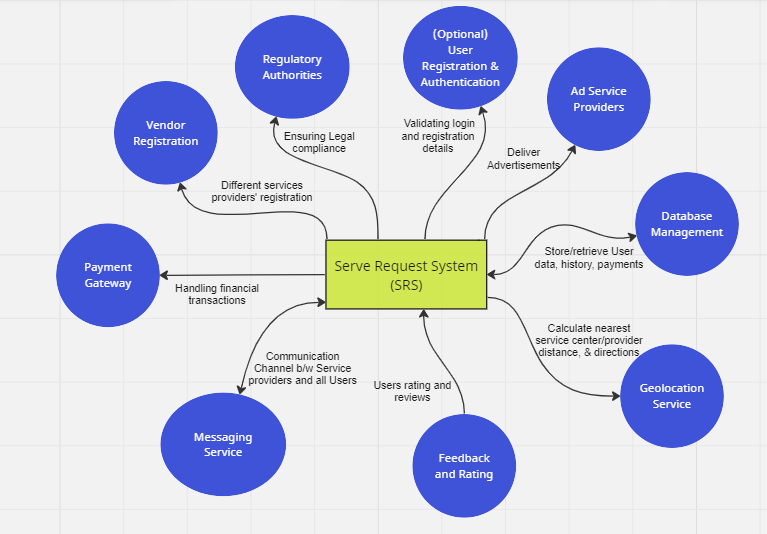 (Optional)
User
Registration &
Authentication
Regulatory
Authorities
Ad Service
Providers
Vendor
Registration
Ensuring Legal
compliance
Validating login
and registration
details
Deliver
Advertisements
Different services
providers' registration
Database
Management
Store/retrieve User
data, history, payments
Payment
Gateway
Serve Request System
(SRS)
Handling financial
transactions
Calculate nearest
service center/provider
distance, & directions
Communication
Channel b/w Service
providers and all Users
Users rating and
reviews
Geolocation
Service
Messaging
Service
Feedback
and Rating